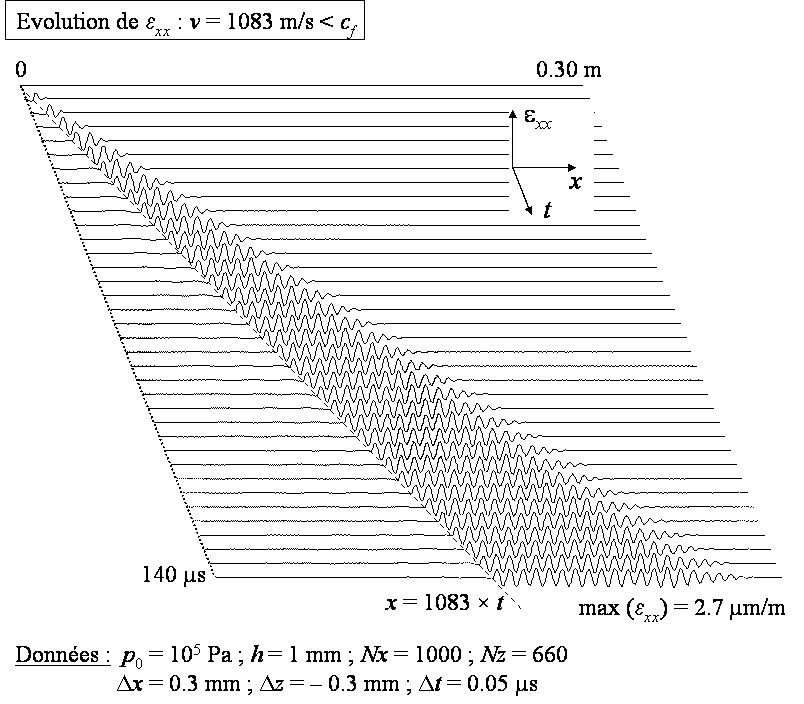 Evolution de εxx : v = 1083 m/s < cf
0
0.30 m
εxx
x
t
140 μs
x = 1083 × t
max (εxx) = 2.7 μm/m
Données : p0 = 10⁵ Pa ; h = 1 mm ; Nx = 1000 ; Nz = 660
Δx = 0.3 mm ; Δz = – 0.3 mm ; Δt = 0.05 μs